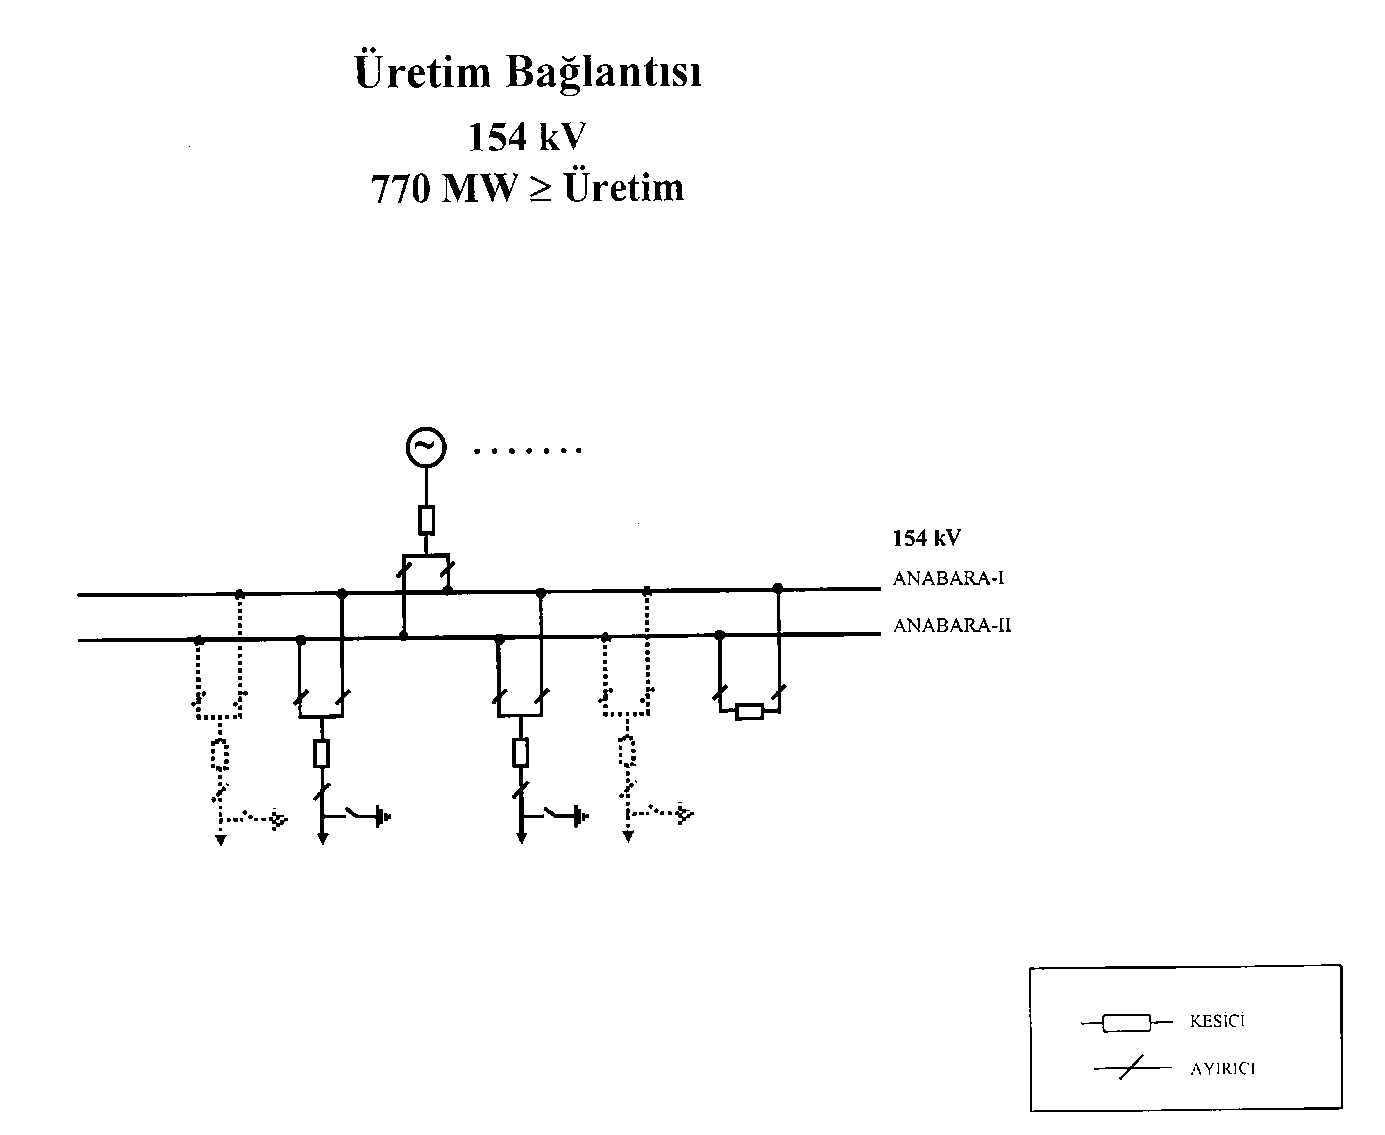 Üretim Bağlantısı
154 kV
770 MW ≥ Üretim
154 kV
ANABARA-I
ANABARA-II
KESİCİ
AYIRICI